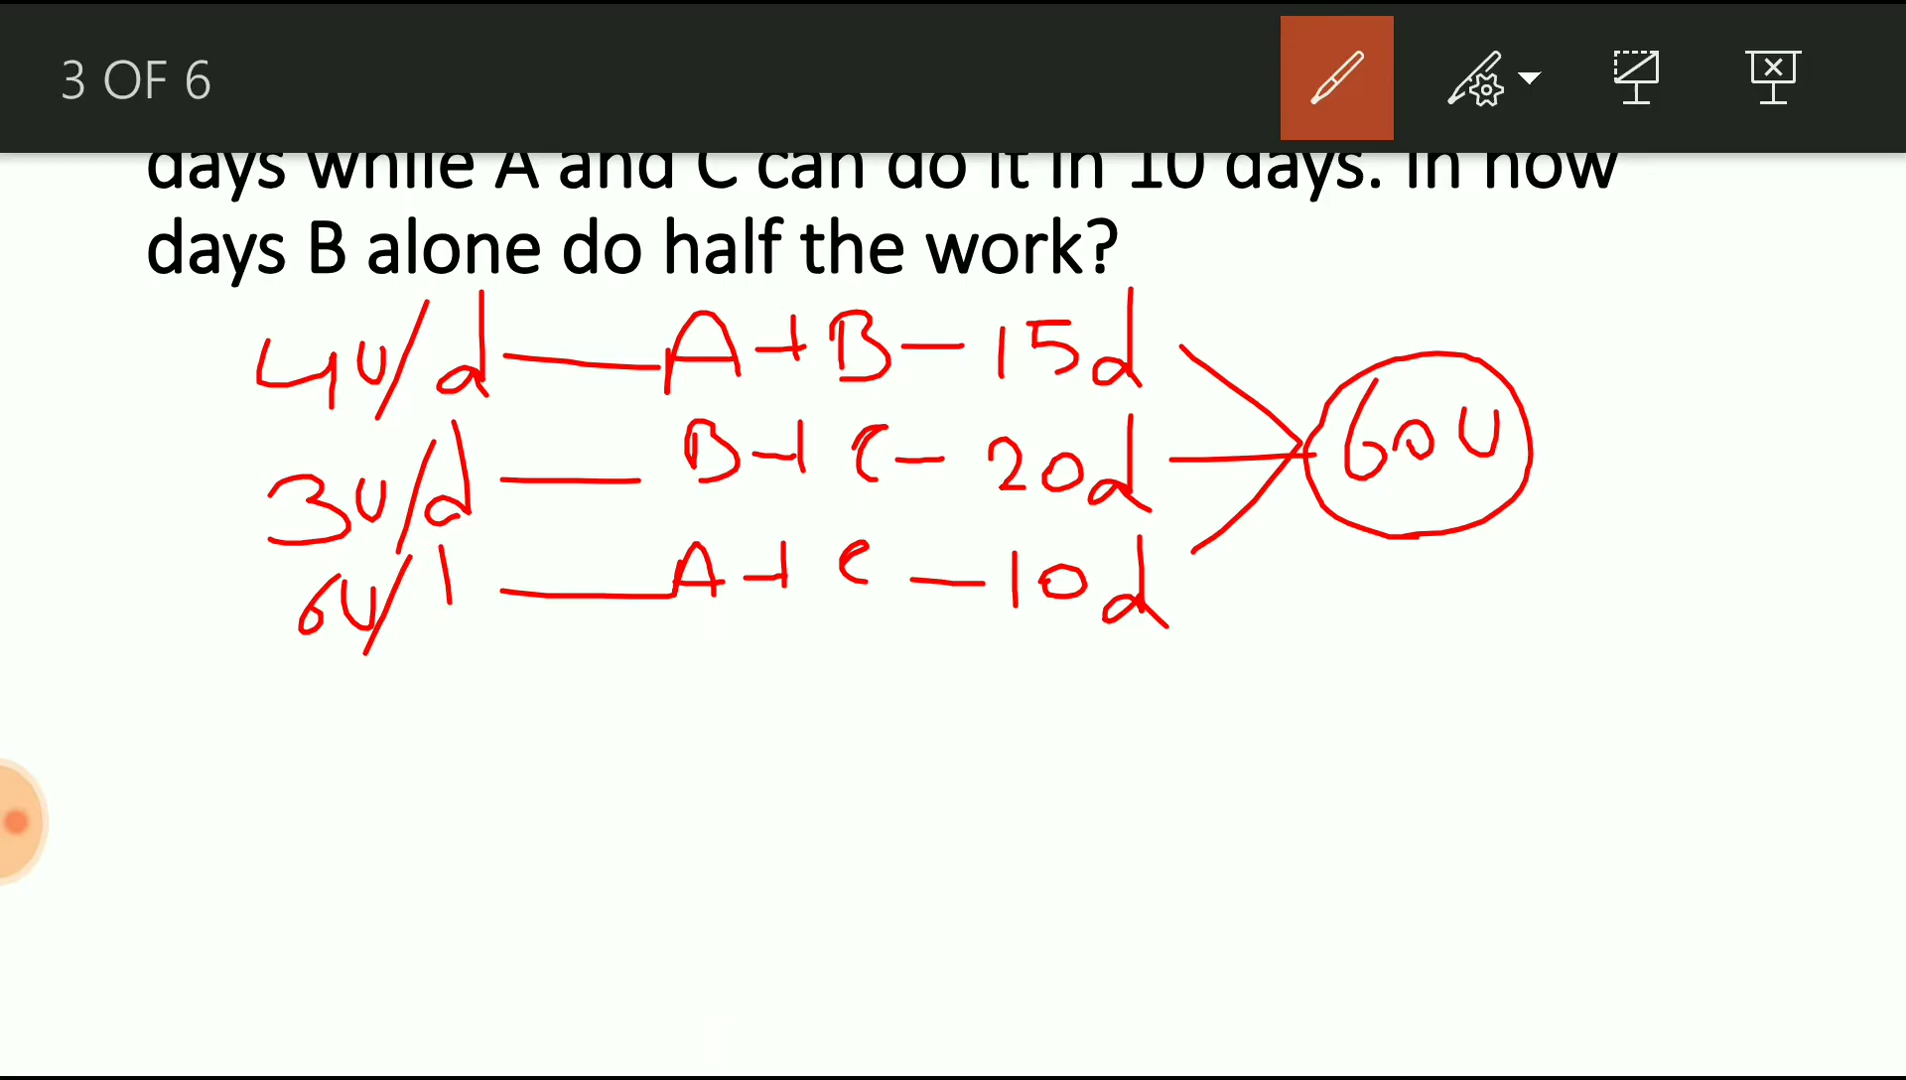 3 OF 6
days while A and C can do it in 10 days. In how
days B alone do half the work?
4u/d — A+B — 15d
3u/d — B+C — 20d 60u
6u/ — A+C — 10d